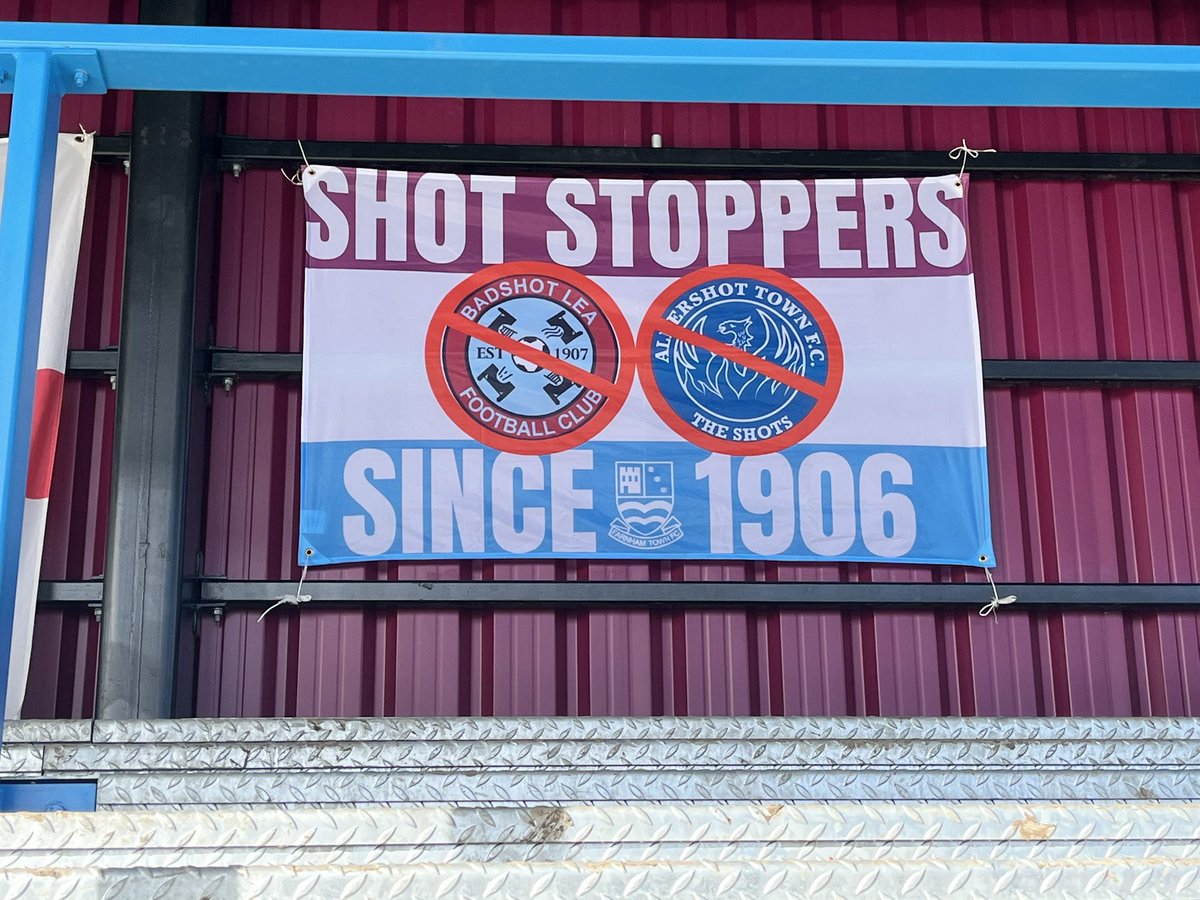 SHOT STOPPERS
BADSHOT LEA
EST 1907
FOOTBALL CLUB
ALDERSHOT TOWN F.C.
THE SHOTS
SINCE 1906
FARNHAM TOWN FC